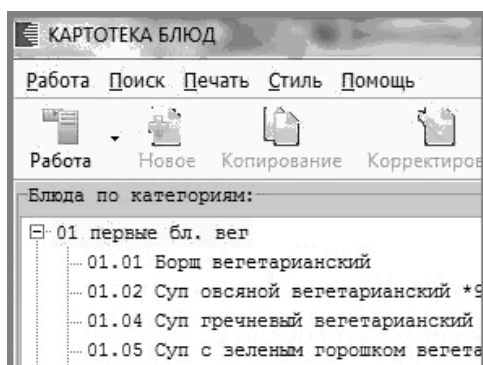 КАРТОТЕКА БЛЮД
Работа Поиск Печать Стиль Помощь
Работа Новое Копирование Корректиров
Блюда по категориям:
01 первые бл. вег
01.01 Борщ вегетарианский
01.02 Суп овсяной вегетарианский *9
01.04 Суп гречневый вегетарианский
01.05 Суп с зеленым горошком вегета